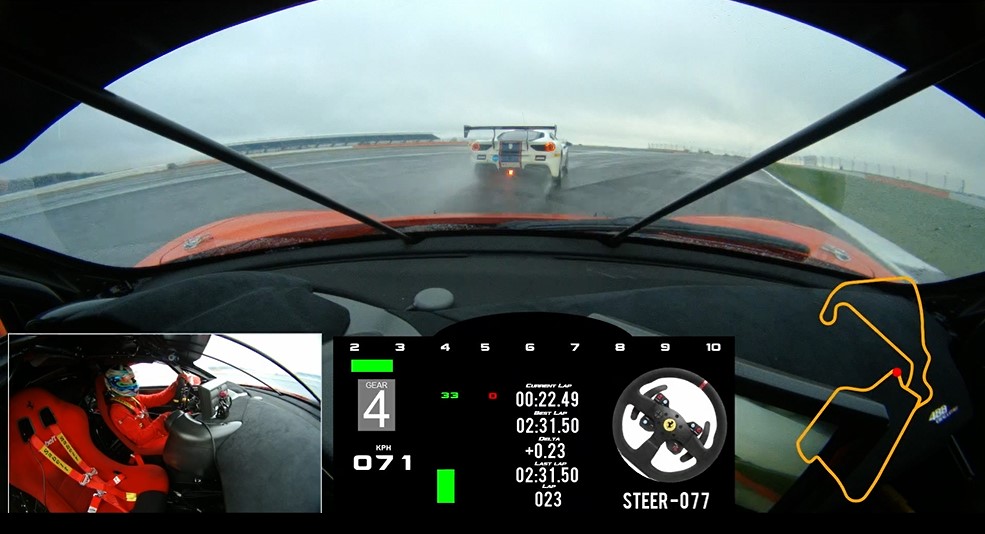 2 3 4 5 6 7 8 9 10
GEAR
4
33 0
KPH
071
CURRENT LAP
00:22.49
BEST LAP
02:31.50
DELTA
+0.23
LAST LAP
02:31.50
LAP
023
STEER-077
488